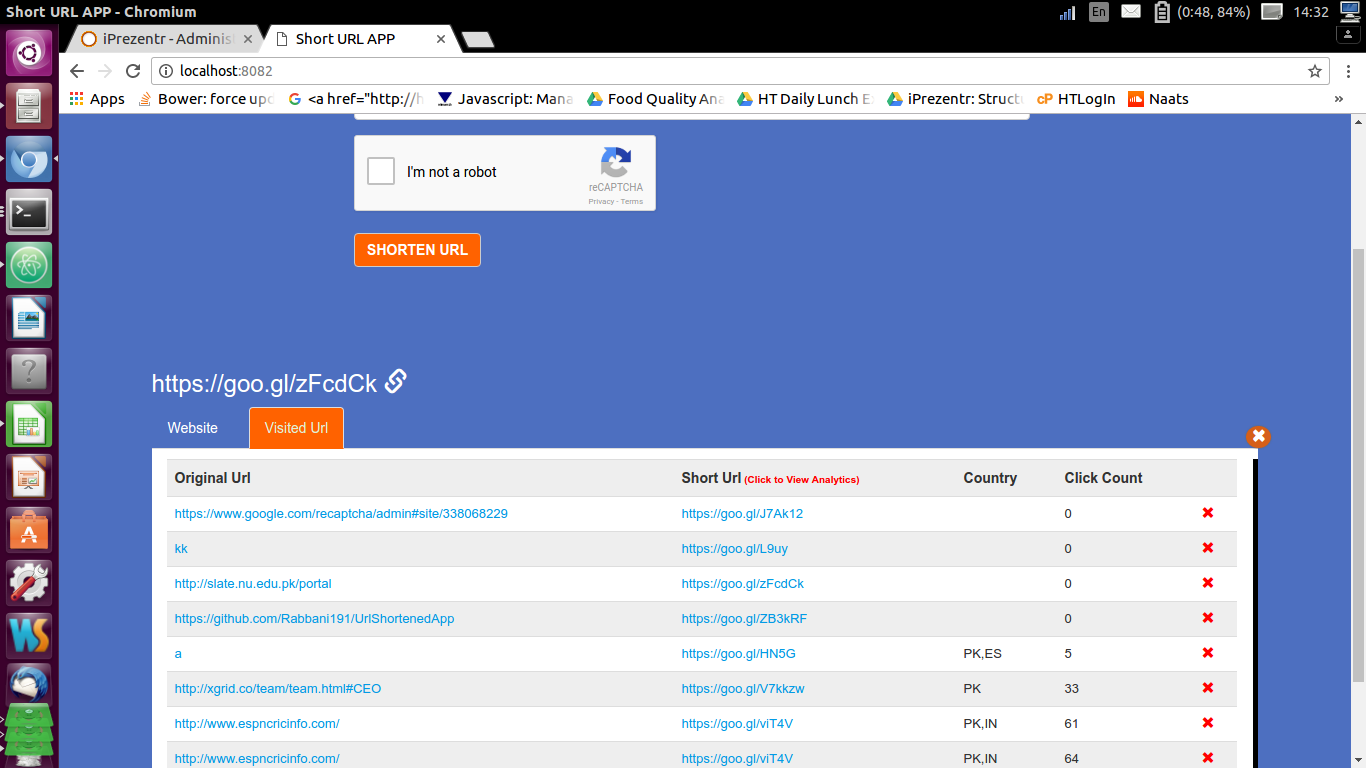 Short URL APP - Chromium
En
(0:48, 84%)
14:32
iPrezentr - Adminis
Short URL APP
localhost:8082
Apps
Bower: force upd
<a href="http://h
Javascript: Mana
Food Quality Ana
HT Daily Lunch E
iPrezentr: Struct
cP HTLogIn
Naats
»
I'm not a robot
reCAPTCHA
Privacy - Terms
SHORTEN URL
https://goo.gl/zFcdCk
Website
Visited Url
Original Url Short Url (Click to View Analytics) Country Click Count
https://www.google.com/recaptcha/admin#site/338068229 https://goo.gl/J7Ak12 0
kk https://goo.gl/L9uy 0
http://slate.nu.edu.pk/portal https://goo.gl/zFcdCk 0
https://github.com/Rabbani191/UrlShortenedApp https://goo.gl/ZB3kRF 0
a https://goo.gl/HN5G PK,ES 5
http://xgrid.co/team/team.html#CEO https://goo.gl/V7kkzw PK 33
http://www.espncricinfo.com/ https://goo.gl/viT4V PK,IN 61
http://www.espncricinfo.com/ https://goo.gl/viT4V PK,IN 64